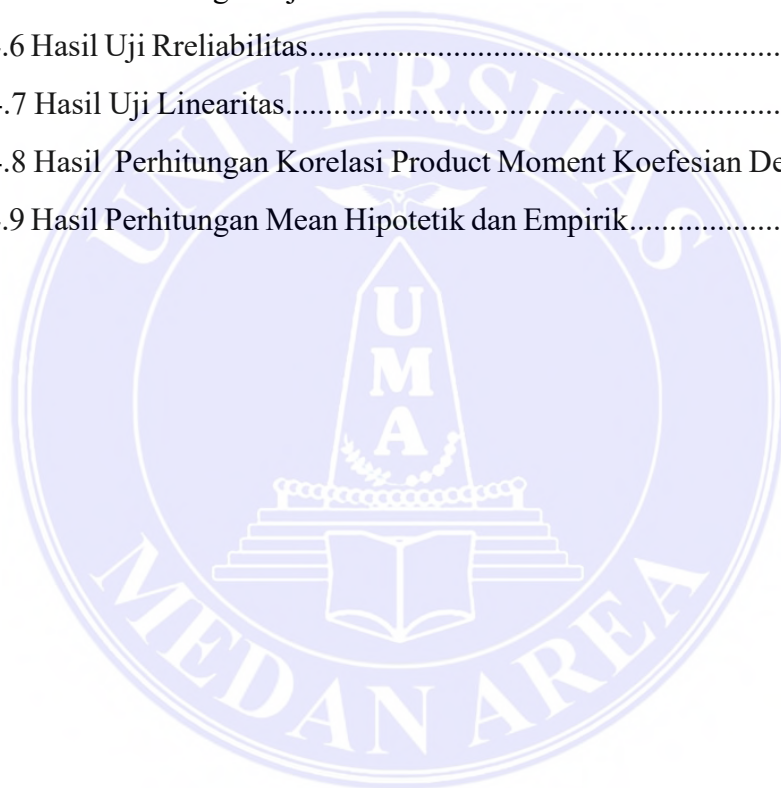 .6 Hasil Uji Rreliabilitas....................................................................
.7 Hasil Uji Linearitas........................................................................
.8 Hasil  Perhitungan Korelasi Product Moment Koefesian De
.9 Hasil Perhitungan Mean Hipotetik dan Empirik...................
UNIVERSITAS
U
M
A
MEDAN AREA